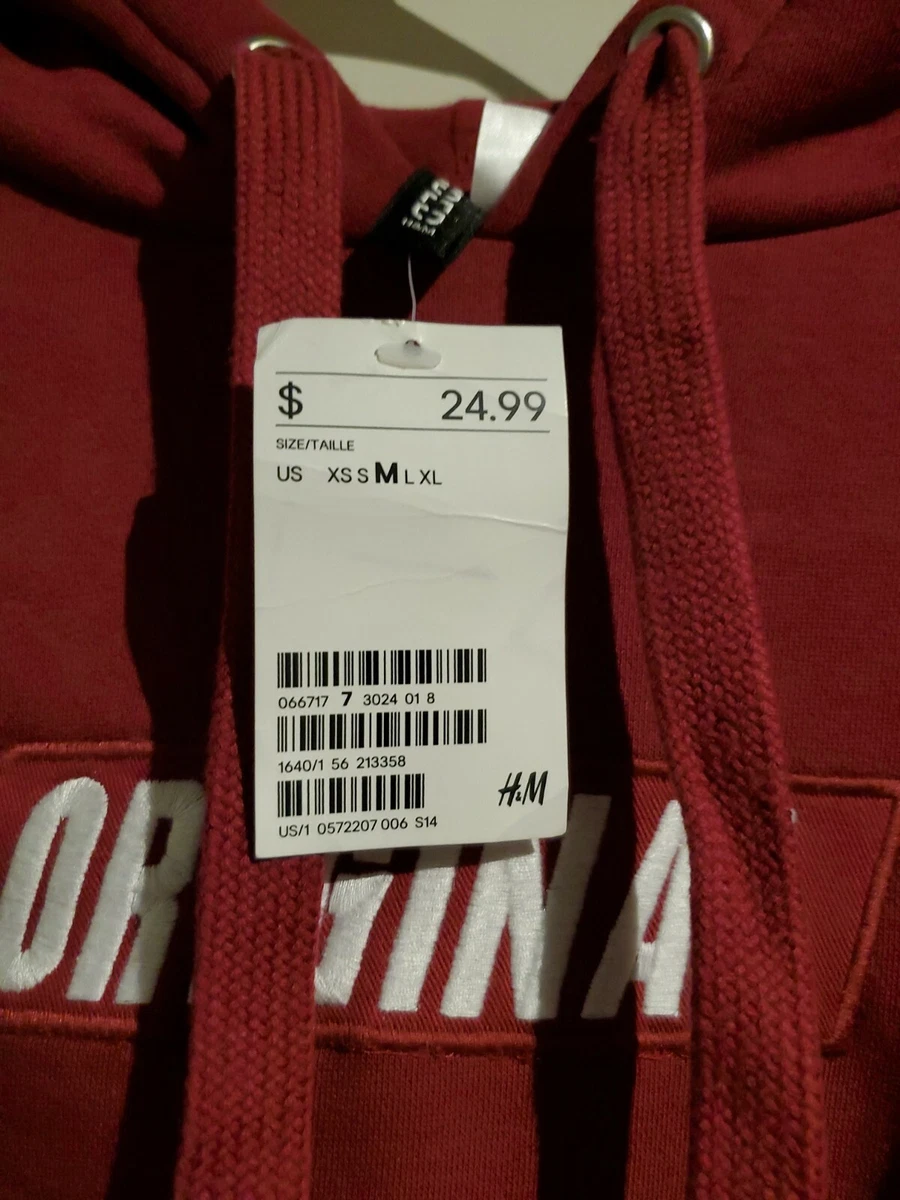 $ 24.99
SIZE/TAILLE
US XS S M L XL
066717 7 3024 01 8
1640/1 56 213358
H&M
US/1 0572207 006 S14